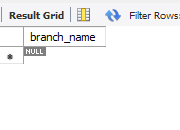 Result Grid Filter Rows:
branch_name
NULL